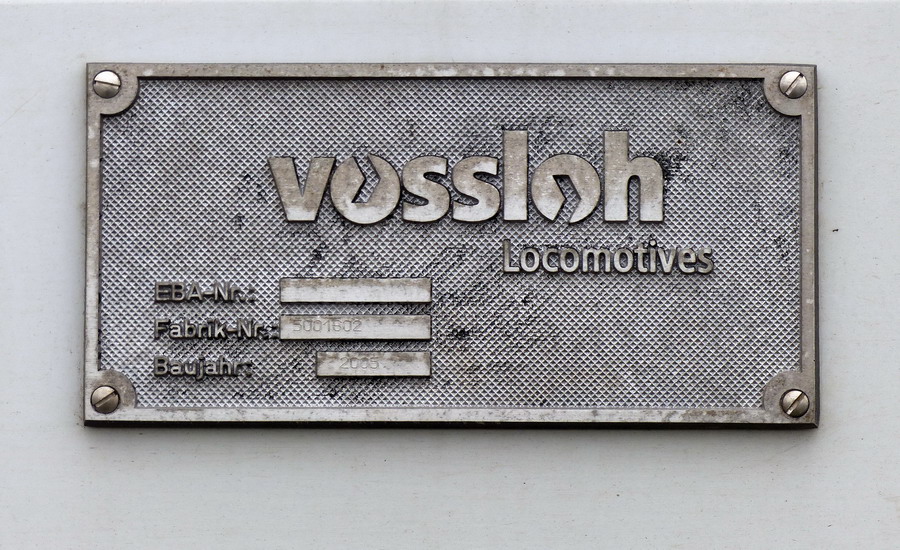 vossloh
Locomotives
EBA-Nr.:
Fabrik-Nr.: 5001602
Baujahr: 2005